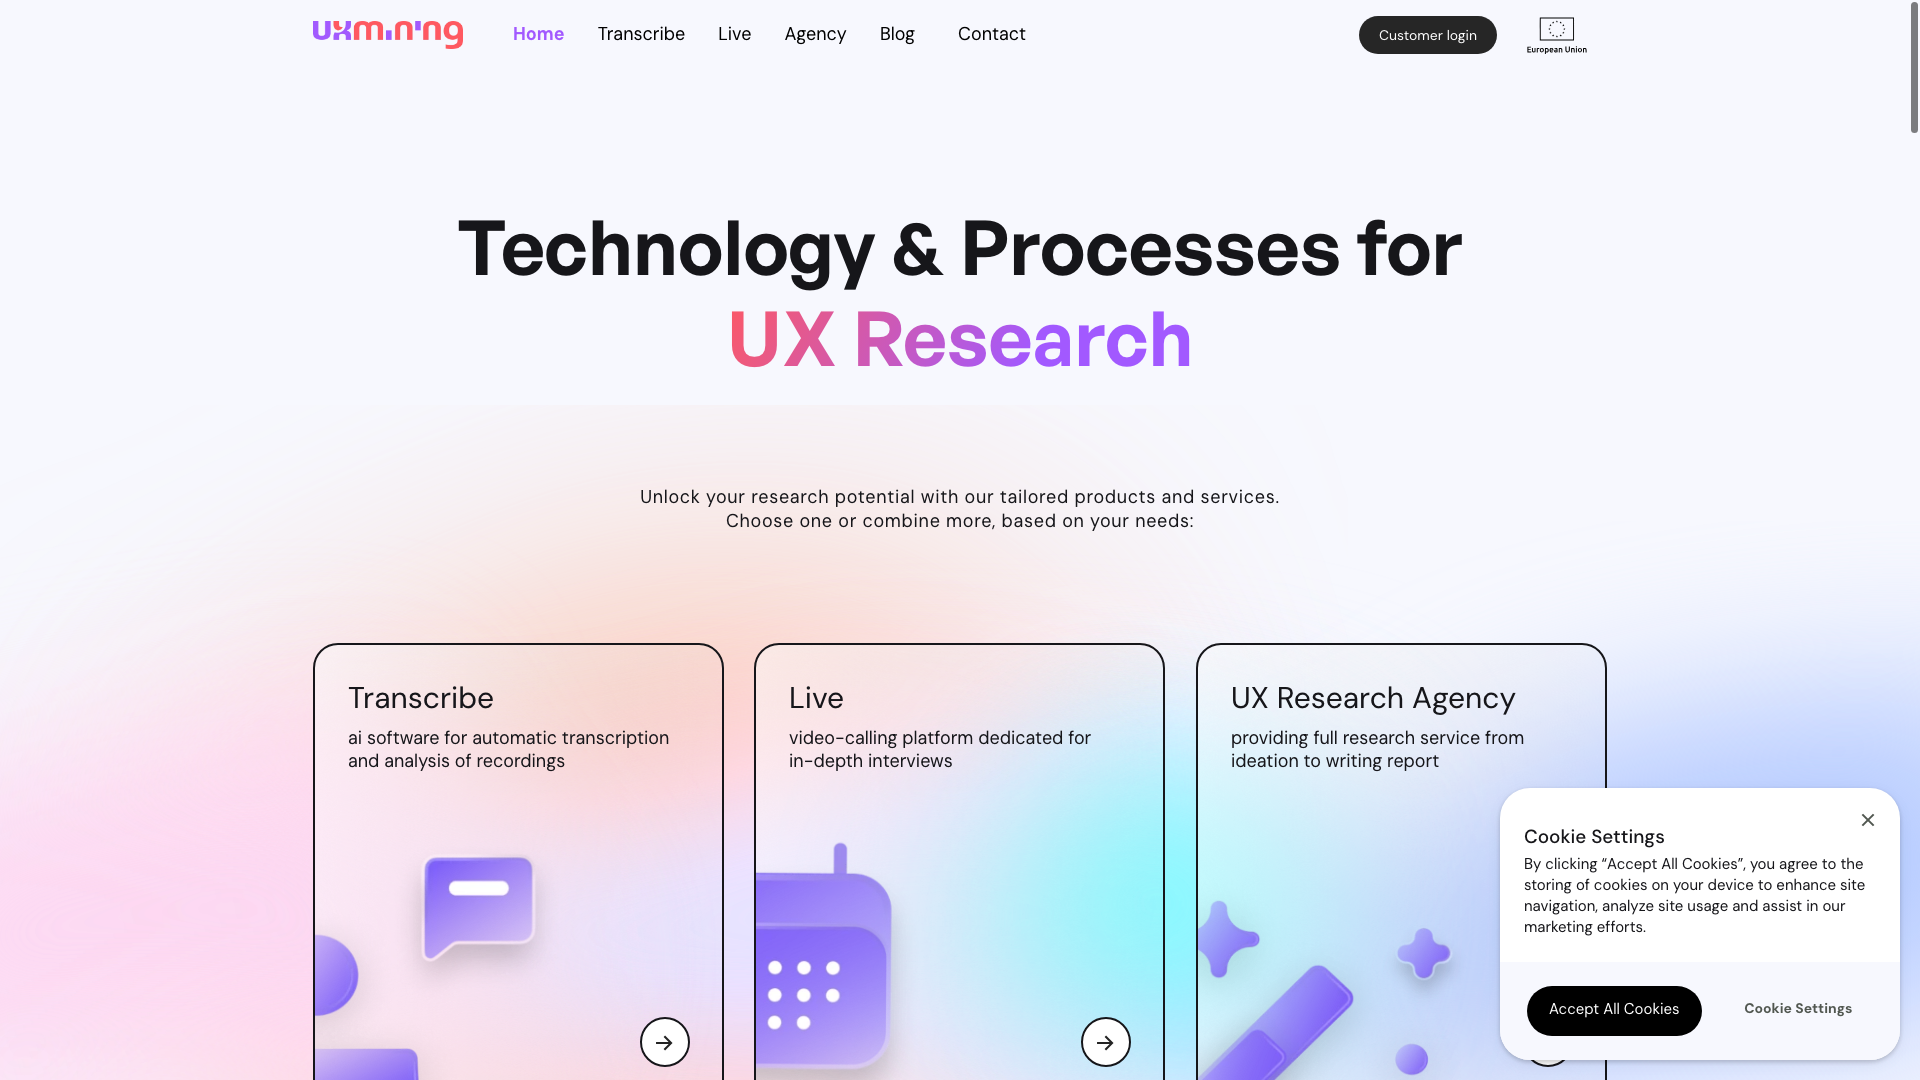 uxmining
Home
Transcribe
Live
Agency
Blog
Contact
Customer login
European Union
Technology & Processes for
UX Research
Unlock your research potential with our tailored products and services.
Choose one or combine more, based on your needs:
Transcribe
ai software for automatic transcription
and analysis of recordings
Live
video-calling platform dedicated for
in-depth interviews
UX Research Agency
providing full research service from
ideation to writing report
Cookie Settings
By clicking “Accept All Cookies”, you agree to the
storing of cookies on your device to enhance site
navigation, analyze site usage and assist in our
marketing efforts.
Accept All Cookies
Cookie Settings